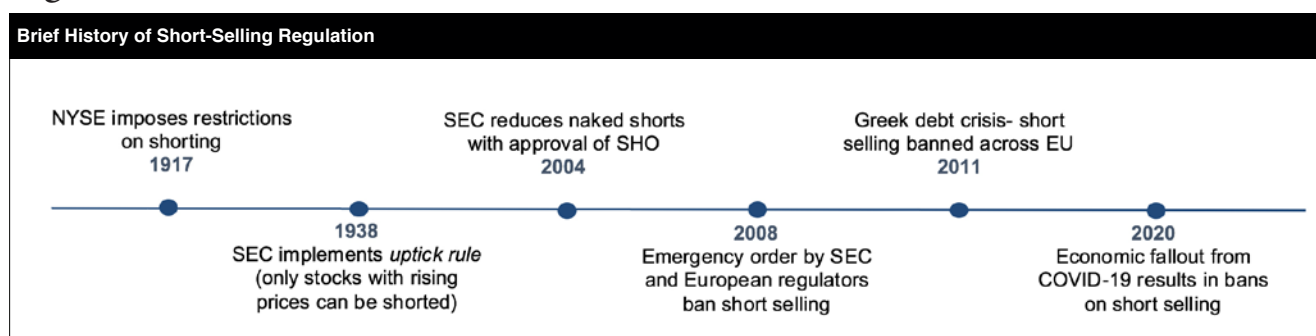 Brief History of Short-Selling Regulation
NYSE imposes restrictions
on shorting
1917
SEC reduces naked shorts
with approval of SHO
2004
Greek debt crisis- short
selling banned across EU
2011
1938
SEC implements uptick rule
(only stocks with rising
prices can be shorted)
2008
Emergency order by SEC
and European regulators
ban short selling
2020
Economic fallout from
COVID-19 results in bans
on short selling